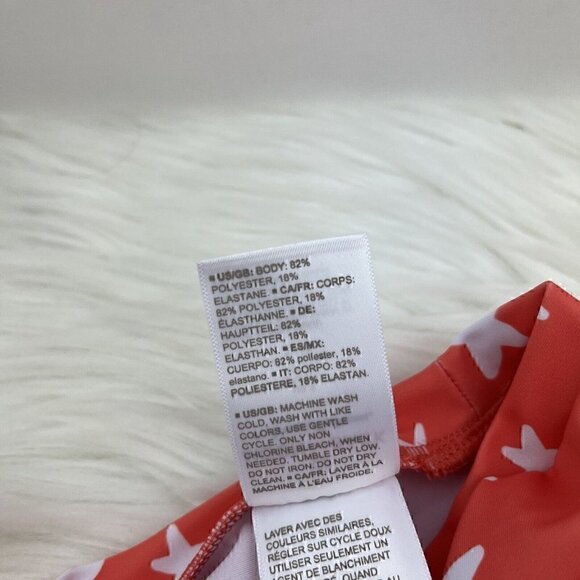 ■ US/GB: BODY: 82%
POLYESTER, 18%
ELASTANE. ■ CA/FR: CORPS:
82% POLYESTER, 18%
ÉLASTHANNE. ■ DE:
HAUPTTEIL: 82%
POLYESTER, 18%
ELASTHAN. ■ ES/MX:
CUERPO: 82% poliéster, 18%
elastano. ■ IT: CORPO: 82%
POLIESTERE, 18% ELASTAN.
■ US/GB: MACHINE WASH
COLD, WASH WITH LIKE
COLORS, USE GENTLE
CYCLE. ONLY NON
CHLORINE BLEACH, WHEN
NEEDED. TUMBLE DRY LOW.
DO NOT IRON. DO NOT DRY
CLEAN. ■ CA/FR: LAVER À LA
MACHINE À L'EAU FROIDE,
LAVER AVEC DES
COULEURS SIMILAIRES,
RÉGLER SUR CYCLE DOUX
UTILISER SEULEMENT UN
AGENT DE BLANCHIMENT
QUAND